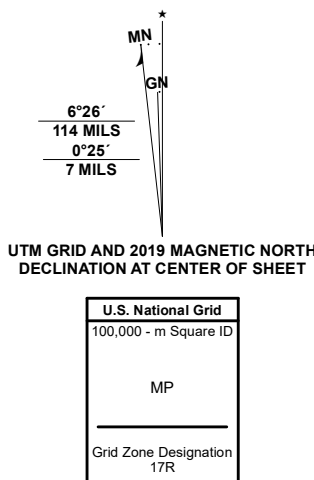 ★
MN
GN
6°26´
114 MILS
0°25´
7 MILS
UTM GRID AND 2019 MAGNETIC NORTH
DECLINATION AT CENTER OF SHEET
U.S. National Grid
100,000 - m Square ID
MP
Grid Zone Designation
17R